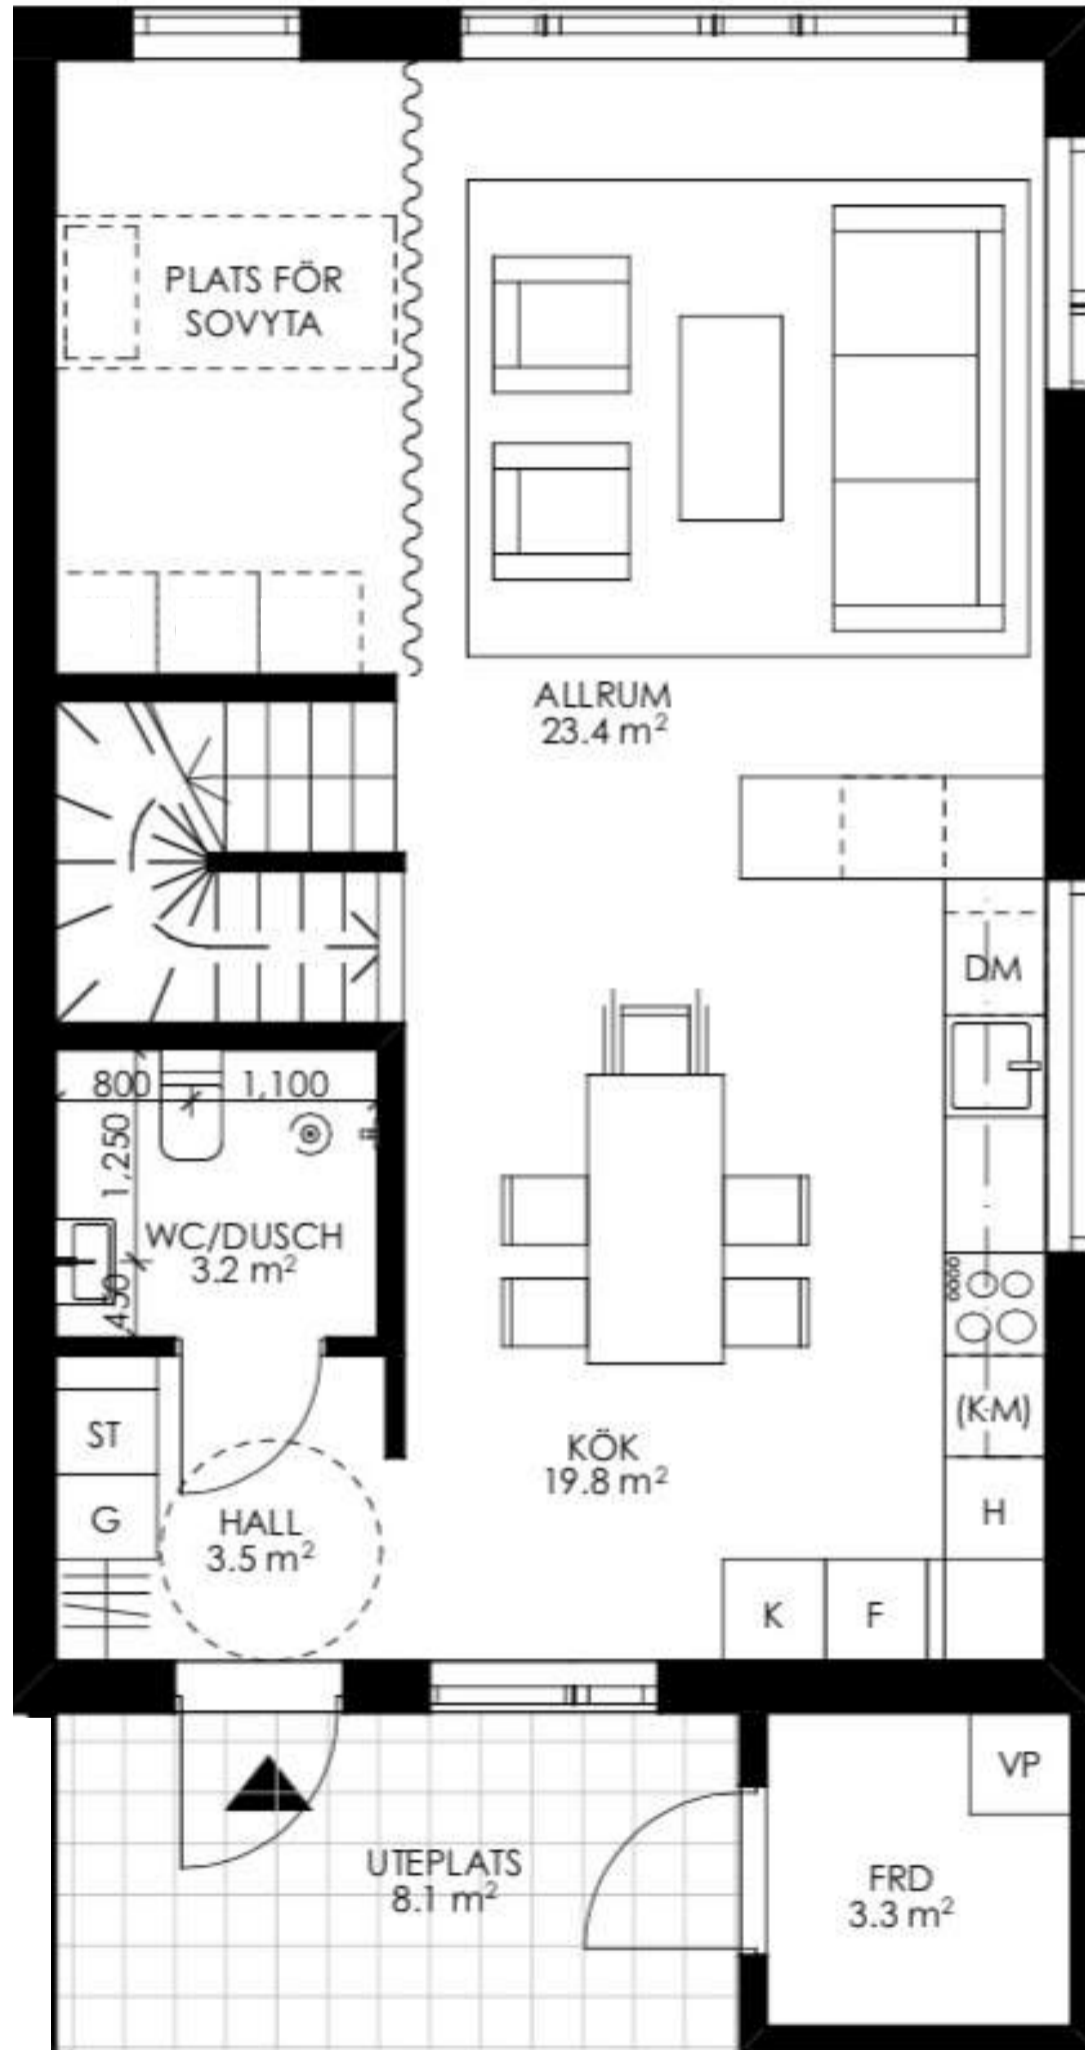 PLATS FÖR
SOVYTA
ALLRUM
23.4 m²
DM
800
1,100
1,250
WC/DUSCH
3.2 m²
450
(K-M)
ST
KÖK
19.8 m²
G
HALL
3.5 m²
H
K
F
VP
UTEPLATS
8.1 m²
FRD
3.3 m²